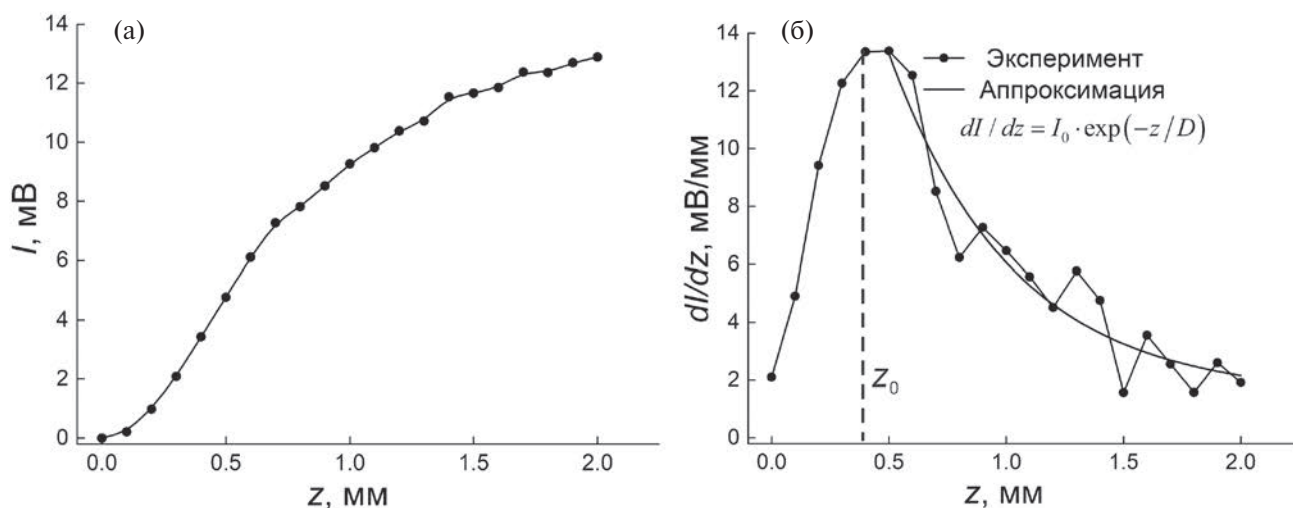 (а)
14
12
10
8
6
4
2
0
I, мВ
0.0 0.5 1.0 1.5 2.0
z, мм
(б)
14
12
10
8
6
4
2
0
dI/dz, мВ/мм
Эксперимент
Аппроксимация
dI / dz = I₀ · exp(−z/D)
z₀
0.0 0.5 1.0 1.5 2.0
z, мм